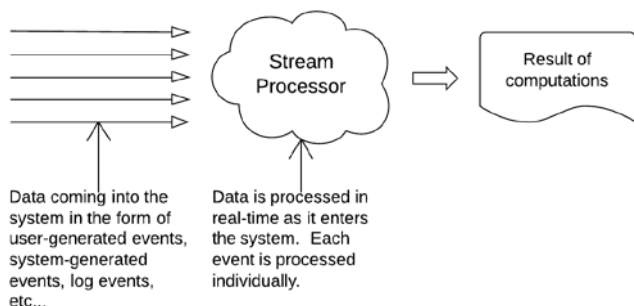 Stream
Processor
Result of
computations
Data coming into the
system in the form of
user-generated events,
system-generated
events, log events,
etc...
Data is processed in
real-time as it enters
the system.  Each
event is processed
individually.